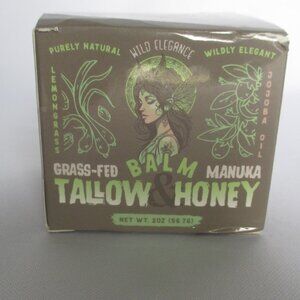 PURELY NATURAL
WILD ELEGANCE
WILDLY ELEGANT
LEMONGRASS
JOJOBA OIL
BALM
GRASS-FED
MANUKA
TALLOW & HONEY
NET WT. 2OZ (56.7G)